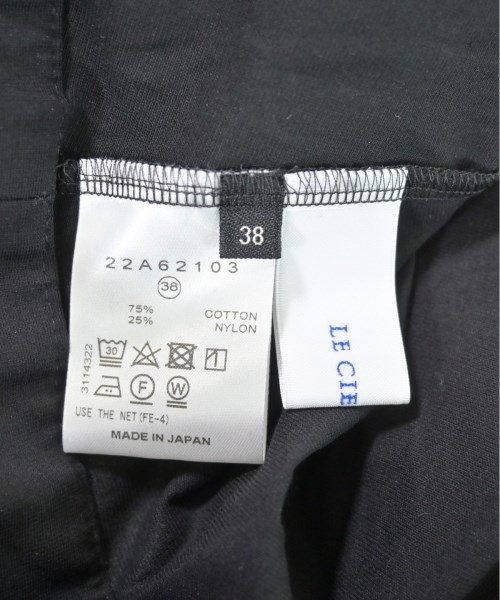 38
22A62103
38
75% COTTON
25% NYLON
3114322
30
F W
USE THE NET(FE-4)
MADE IN JAPAN
LE CIE